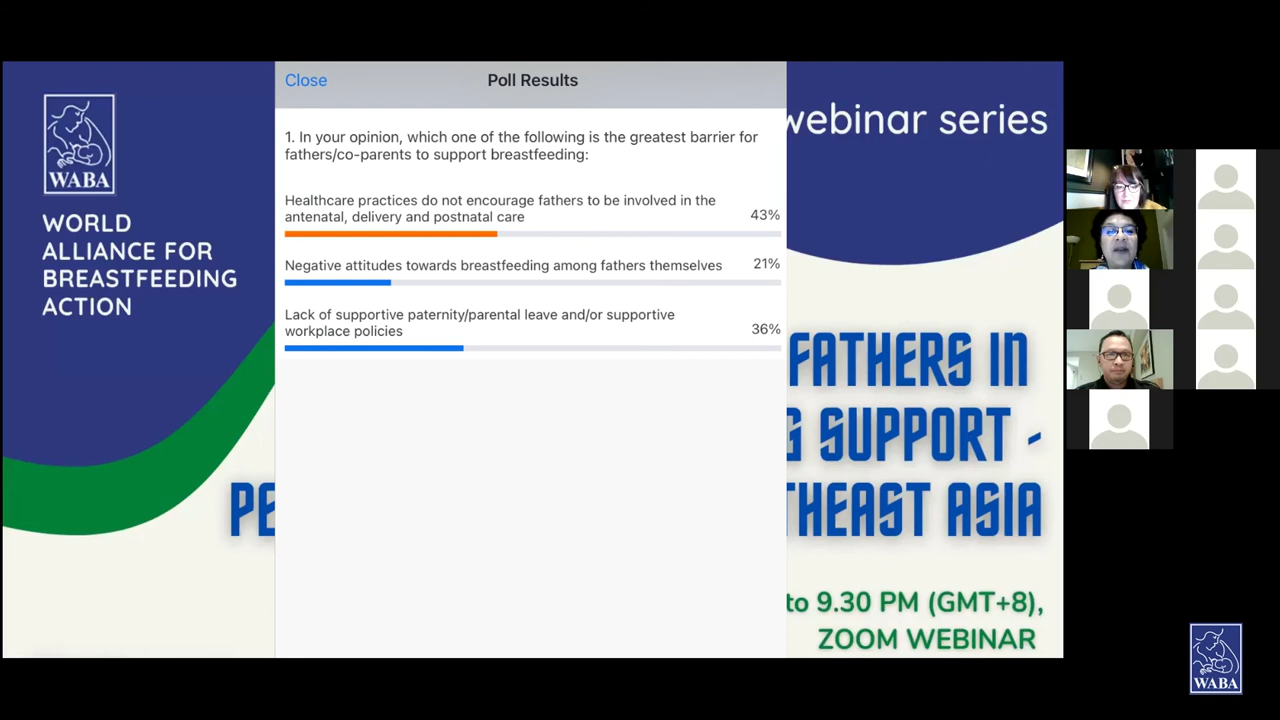 WABA
WORLD
ALLIANCE FOR
BREASTFEEDING
ACTION
Close
Poll Results
1. In your opinion, which one of the following is the greatest barrier for
fathers/co-parents to support breastfeeding:
Healthcare practices do not encourage fathers to be involved in the
antenatal, delivery and postnatal care
43%
Negative attitudes towards breastfeeding among fathers themselves
21%
Lack of supportive paternity/parental leave and/or supportive
workplace policies
36%
webinar series
FATHERS IN
G SUPPORT -
PE
THEAST ASIA
to 9.30 PM (GMT+8),
ZOOM WEBINAR
WABA